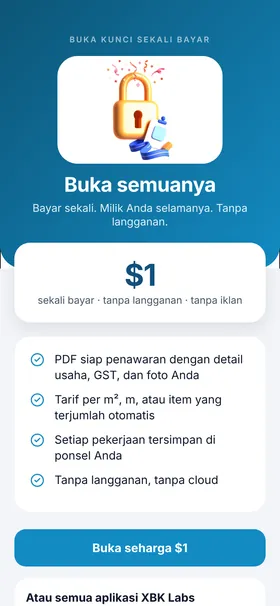 BUKA KUNCI SEKALI BAYAR
Buka semuanya
Bayar sekali. Milik Anda selamanya. Tanpa
langganan.
$1
sekali bayar · tanpa langganan · tanpa iklan
PDF siap penawaran dengan detail
usaha, GST, dan foto Anda
Tarif per m², m, atau item yang
terjumlah otomatis
Setiap pekerjaan tersimpan di
ponsel Anda
Tanpa langganan, tanpa cloud
Buka seharga $1
Atau semua aplikasi XBK Labs